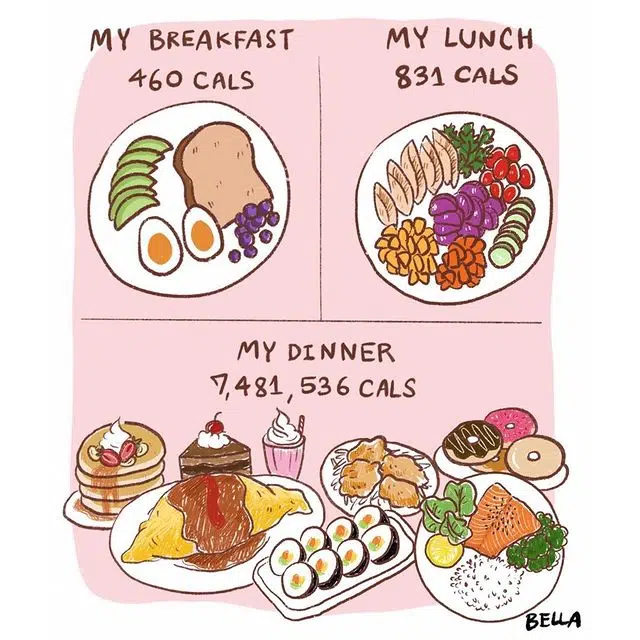 MY BREAKFAST
460 CALS
MY LUNCH
831 CALS
MY DINNER
7,481,536 CALS
BELLA